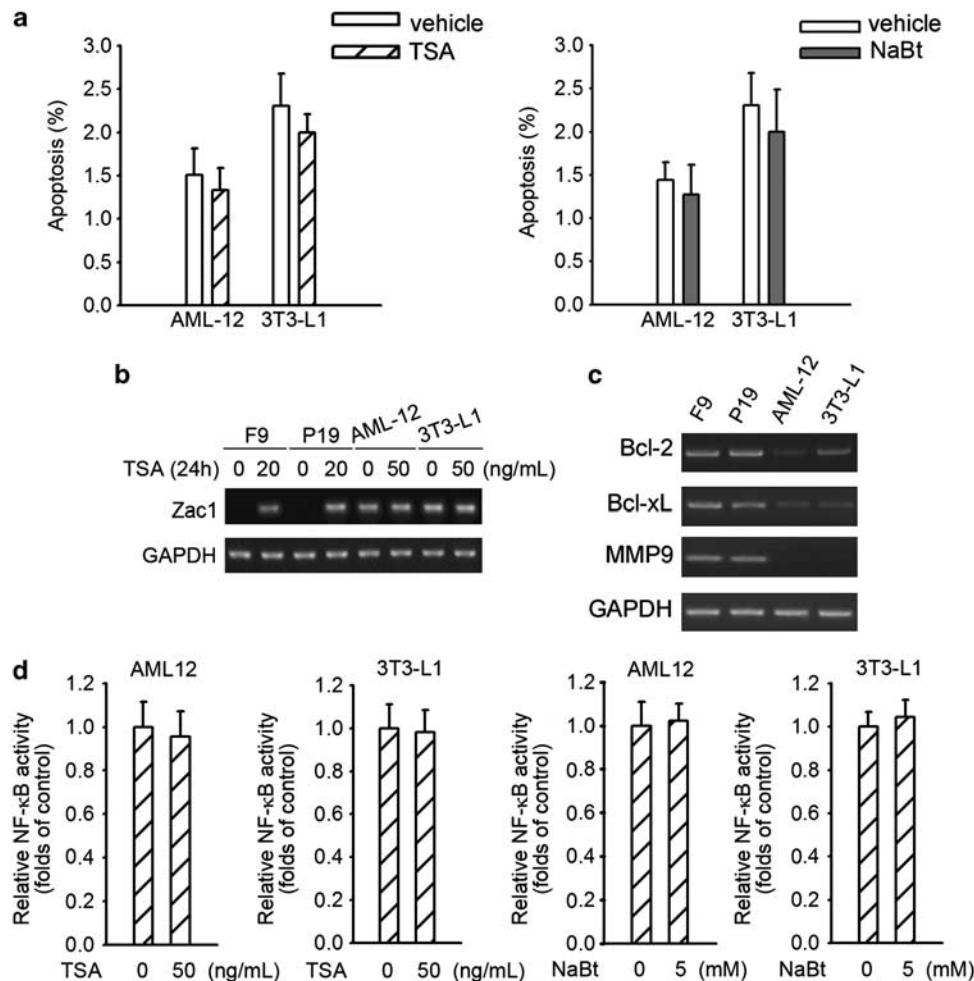 a
vehicle
TSA
3.0
2.5
2.0
1.5
1.0
0.5
0.0
Apoptosis (%)
AML-12 3T3-L1
vehicle
NaBt
3.0
2.5
2.0
1.5
1.0
0.5
0.0
Apoptosis (%)
AML-12 3T3-L1
b
F9 P19 AML-12 3T3-L1
TSA (24h) 0 20 0 20 0 50 0 50 (ng/mL)
Zac1
GAPDH
c
F9 P19 AML-12 3T3-L1
Bcl-2
Bcl-xL
MMP9
GAPDH
d
AML12
1.2
1.0
0.8
0.6
0.4
0.2
0.0
Relative NF-κB activity
(folds of control)
TSA 0 50 (ng/mL)
3T3-L1
1.2
1.0
0.8
0.6
0.4
0.2
0.0
Relative NF-κB activity
(folds of control)
TSA 0 50 (ng/mL)
AML12
1.2
1.0
0.8
0.6
0.4
0.2
0.0
Relative NF-κB activity
(folds of control)
NaBt 0 5 (mM)
3T3-L1
1.2
1.0
0.8
0.6
0.4
0.2
0.0
Relative NF-κB activity
(folds of control)
NaBt 0 5 (mM)